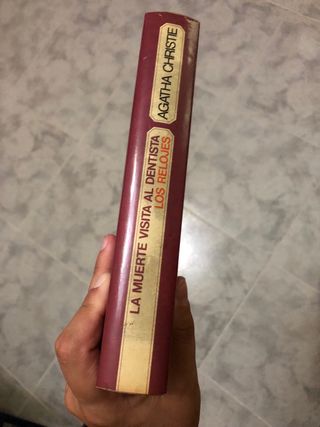 LA MUERTE VISITA AL DENTISTA
LOS RELOJES
AGATHA CHRISTIE